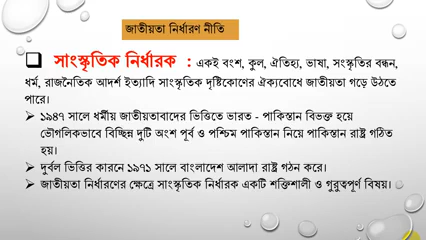 জাতীয়তা নির্ধারণ নীতি
❑ সাংস্কৃতিক নির্ধারক : একই বংশ, কুল, ঐতিহ্য, ভাষা, সংস্কৃতির বন্ধন,
ধর্ম, রাজনৈতিক আদর্শ ইত্যাদি সাংস্কৃতিক দৃষ্টিকোণের ঐক্যবোধে জাতীয়তা গড়ে উঠতে
পারে।
➢ ১৯৪৭ সালে ধর্মীয় জাতীয়তাবাদের ভিত্তিতে ভারত - পাকিস্তান বিভক্ত হয়ে
ভৌগলিকভাবে বিচ্ছিন্ন দুটি অংশ পূর্ব ও পশ্চিম পাকিস্তান নিয়ে পাকিস্তান রাষ্ট্র গঠিত
হয়।
➢ দুর্বল ভিত্তির কারনে ১৯৭১ সালে বাংলাদেশ আলাদা রাষ্ট্র গঠন করে।
➢ জাতীয়তা নির্ধারণের ক্ষেত্রে সাংস্কৃতিক নির্ধারক একটি শক্তিশালী ও গুরুত্বপূর্ণ বিষয়।